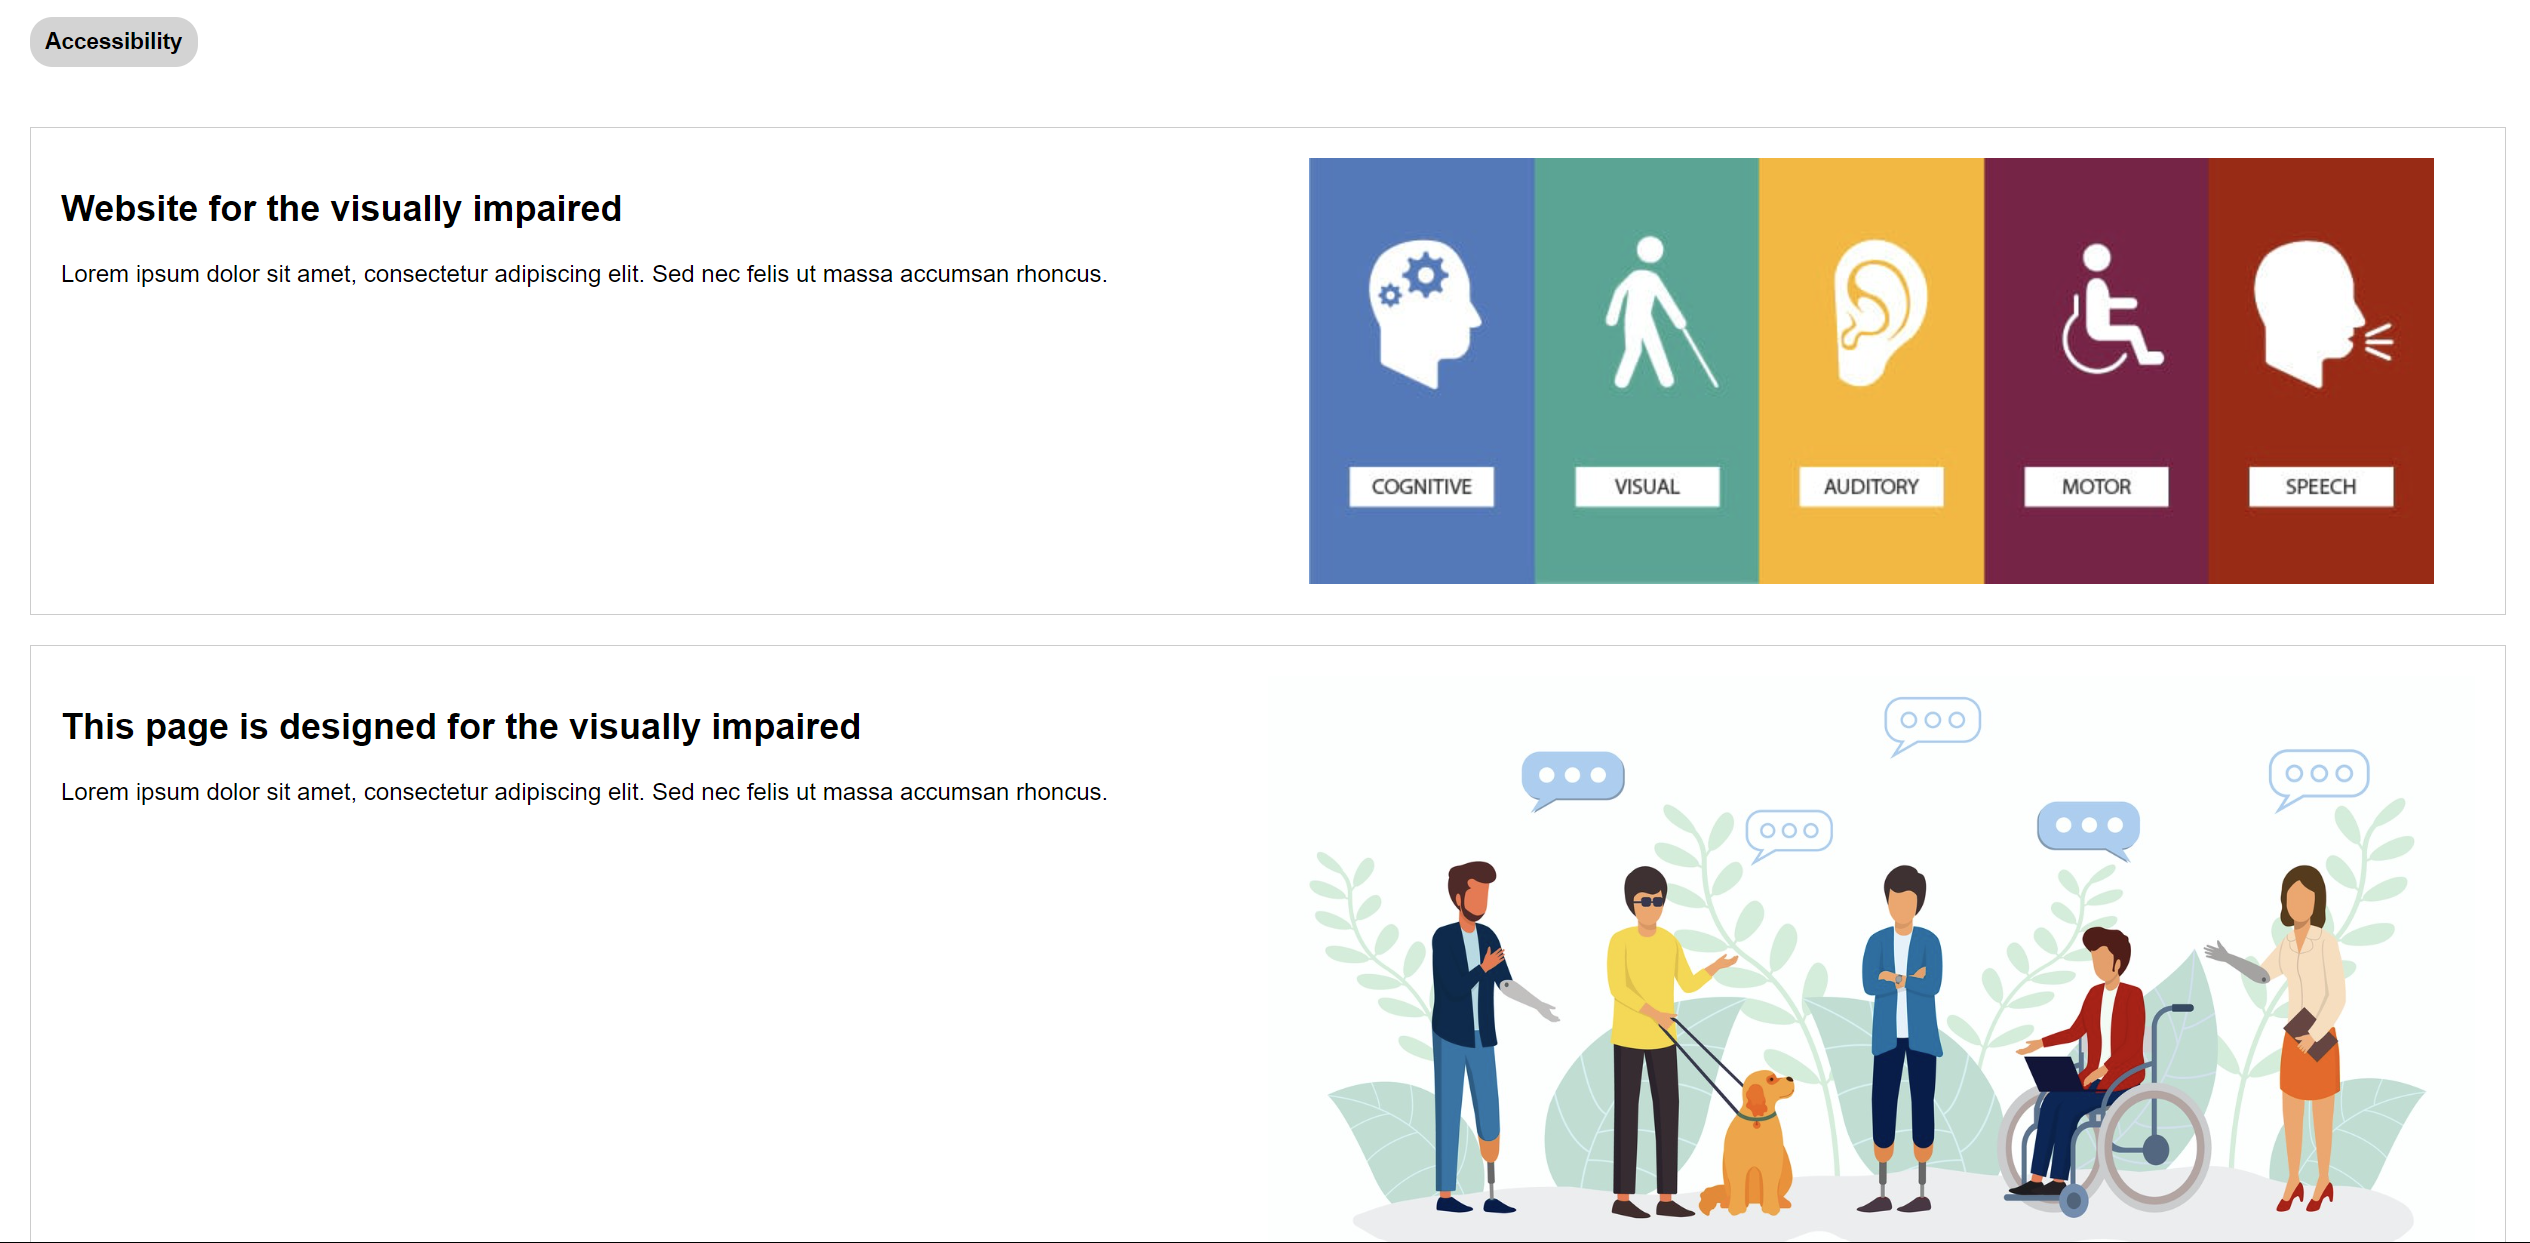 Accessibility
Website for the visually impaired
Lorem ipsum dolor sit amet, consectetur adipiscing elit. Sed nec felis ut massa accumsan rhoncus.
COGNITIVE
VISUAL
AUDITORY
MOTOR
SPEECH
This page is designed for the visually impaired
Lorem ipsum dolor sit amet, consectetur adipiscing elit. Sed nec felis ut massa accumsan rhoncus.